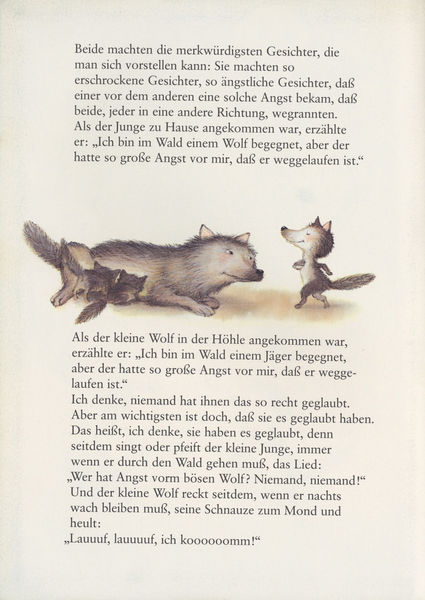 Beide machten die merkwürdigsten Gesichter, die
man sich vorstellen kann: Sie machten so
erschrockene Gesichter, so ängstliche Gesichter, daß
einer vor dem anderen eine solche Angst bekam, daß
beide, jeder in eine andere Richtung, wegrannten.
Als der Junge zu Hause angekommen war, erzählte
er: „Ich bin im Wald einem Wolf begegnet, aber der
hatte so große Angst vor mir, daß er weggelaufen ist.“
Als der kleine Wolf in der Höhle angekommen war,
erzählte er: „Ich bin im Wald einem Jäger begegnet,
aber der hatte so große Angst vor mir, daß er wegge-
laufen ist.“
Ich denke, niemand hat ihnen das so recht geglaubt.
Aber am wichtigsten ist doch, daß sie es geglaubt haben.
Das heißt, ich denke, sie haben es geglaubt, denn
seitdem singt oder pfeift der kleine Junge, immer
wenn er durch den Wald gehen muß, das Lied:
„Wer hat Angst vorm bösen Wolf? Niemand, niemand!“
Und der kleine Wolf reckt seitdem, wenn er nachts
wach bleiben muß, seine Schnauze zum Mond und
heult:
„Lauuuf, lauuuuf, ich koooooomm!“